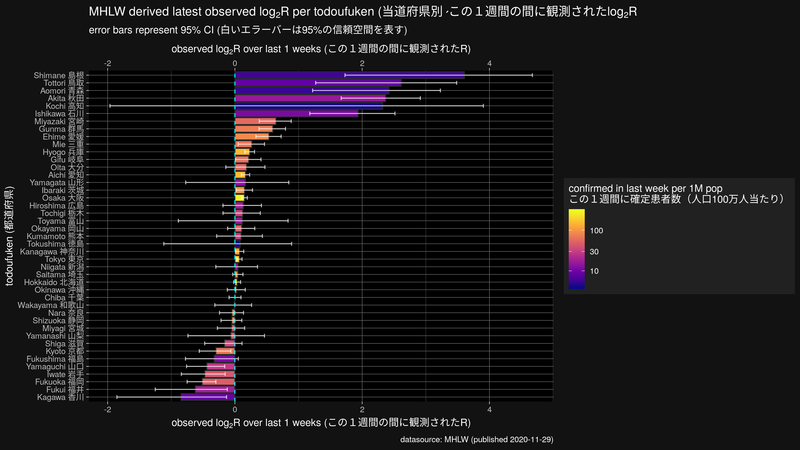 MHLW derived latest observed log2R per todoufuken (当道府県別 この１週間の間に観測されたlog2R
error bars represent 95% CI (白いエラーバーは95%の信頼空間を表す)
observed log2R over last 1 weeks (この１週間の間に観測されたR)
-2 0 2 4
todoufuken (都道府県)
Shimane 島根
Tottori 鳥取
Aomori 青森
Akita 秋田
Kochi 高知
Ishikawa 石川
Miyazaki 宮崎
Gunma 群馬
Ehime 愛媛
Mie 三重
Hyogo 兵庫
Gifu 岐阜
Oita 大分
Aichi 愛知
Yamagata 山形
Ibaraki 茨城
Osaka 大阪
Hiroshima 広島
Tochigi 栃木
Toyama 富山
Okayama 岡山
Kumamoto 熊本
Tokushima 徳島
Kanagawa 神奈川
Tokyo 東京
Niigata 新潟
Saitama 埼玉
Hokkaido 北海道
Okinawa 沖縄
Chiba 千葉
Wakayama 和歌山
Nara 奈良
Shizuoka 静岡
Miyagi 宮城
Yamanashi 山梨
Shiga 滋賀
Kyoto 京都
Fukushima 福島
Yamaguchi 山口
Iwate 岩手
Fukuoka 福岡
Fukui 福井
Kagawa 香川
-2 0 2 4
observed log2R over last 1 weeks (この１週間の間に観測されたR)
datasource: MHLW (published 2020-11-29)
confirmed in last week per 1M pop
この１週間に確定患者数（人口100万人当たり）
100
30
10